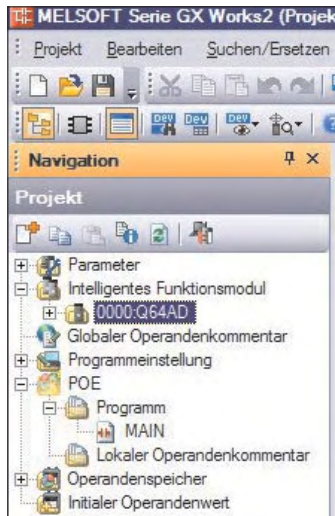 MELSOFT Serie GX Works2 (Projek
Projekt Bearbeiten Suchen/Ersetzen
Navigation
Projekt
Parameter
Intelligentes Funktionsmodul
0000:Q64AD
Globaler Operandenkommentar
Programmeinstellung
POE
Programm
MAIN
Lokaler Operandenkommentar
Operandenspeicher
Initialer Operandenwert